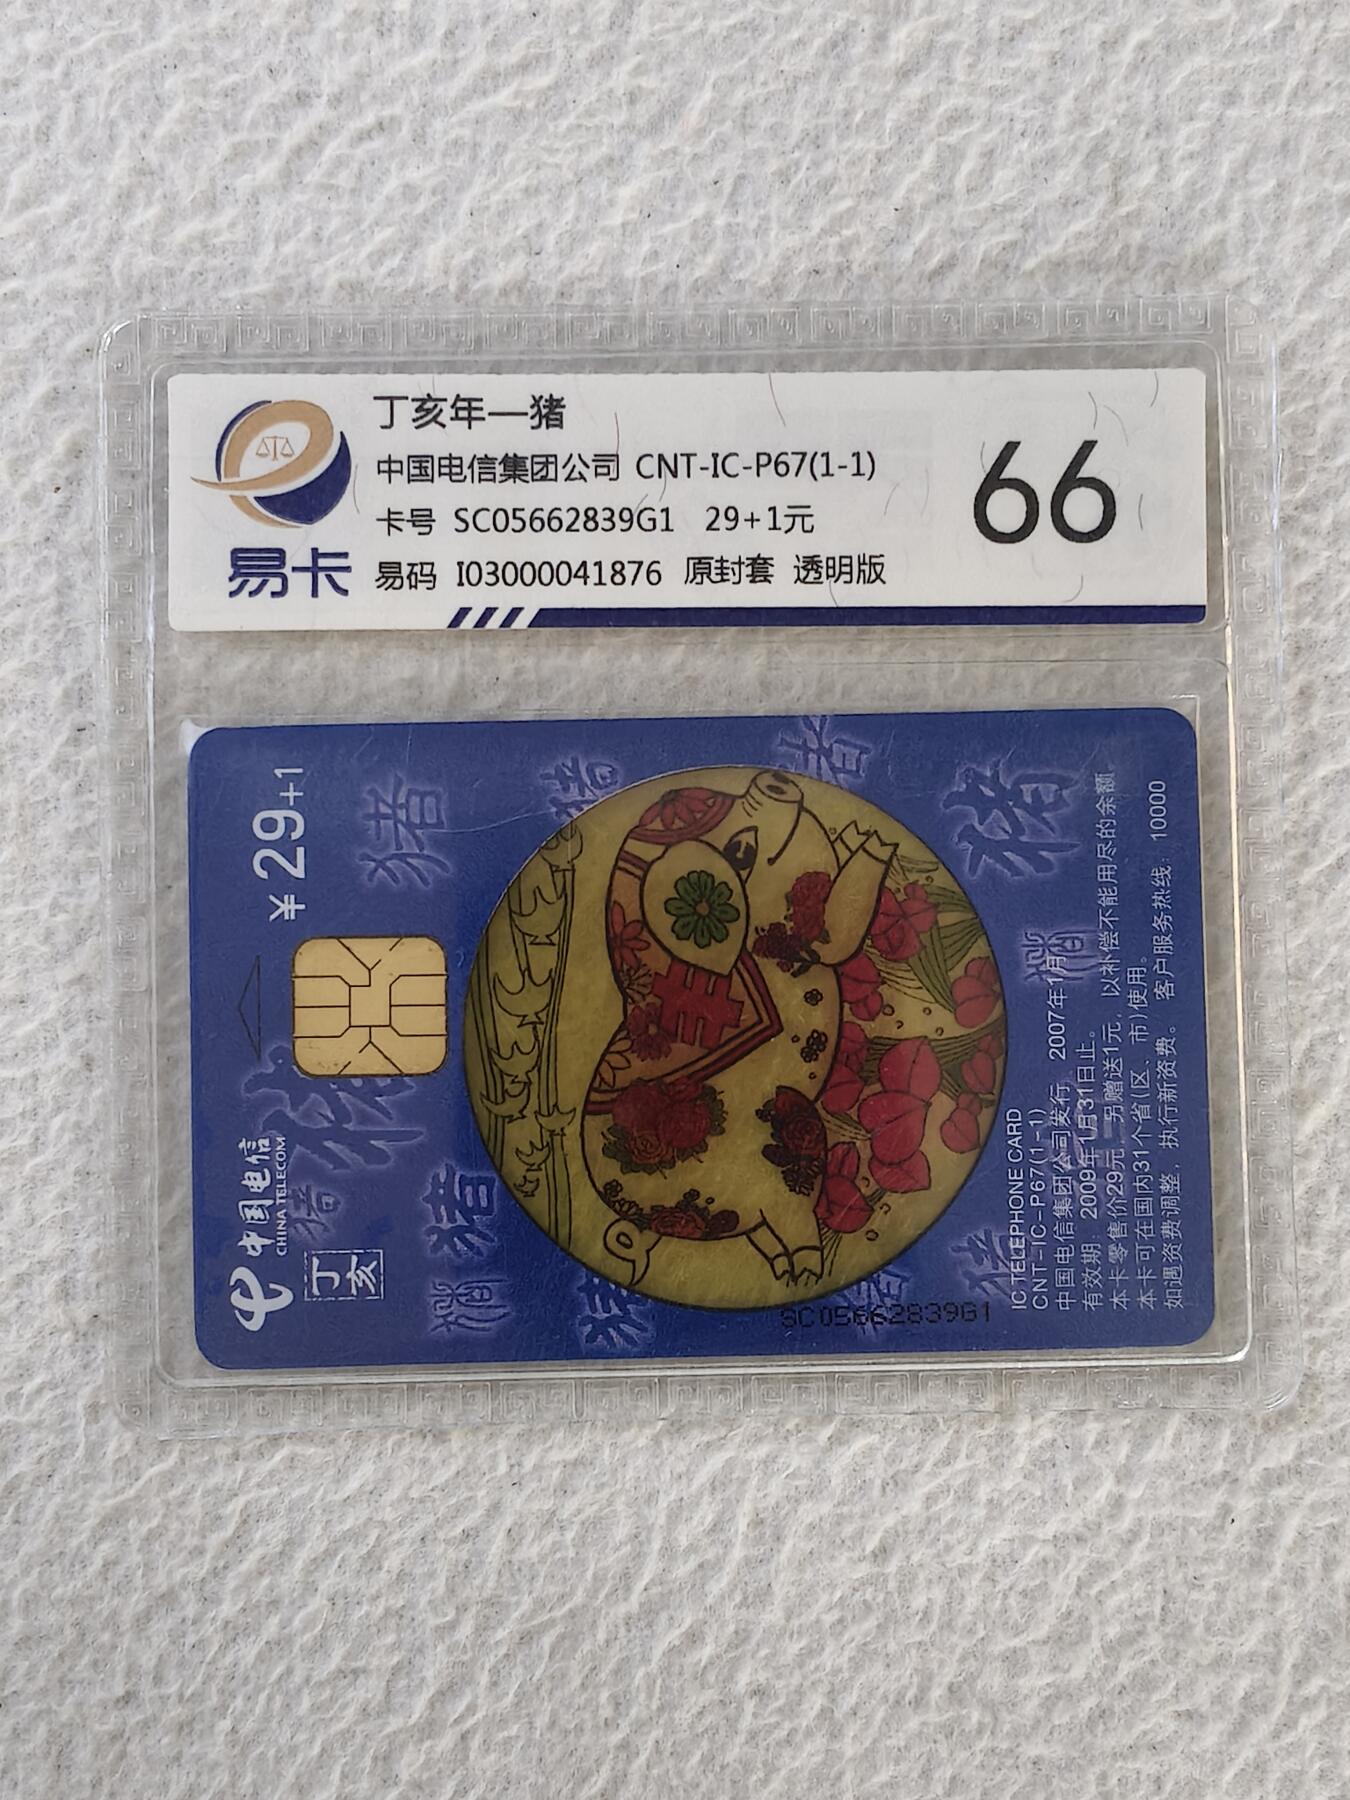 丁亥年—猪
中国电信集团公司 CNT-IC-P67(1-1)
卡号 SC05662839G1 29+1元
易码 I03000041876 原封套 透明版
易卡
66
¥ 29+1
中国电信
CHINA TELECOM
丁亥
猪
猪
猪
猪
猪
猪
SC05662839G1
IC TELEPHONE CARD
CNT-IC-P67(1-1)
中国电信集团公司发行 2007年1月
有效期：2009年1月31日止。
本卡零售价29元，另赠送1元，以补偿不能用尽的余额。
本卡可在国内31个省(区、市)使用。
如遇资费调整，执行新资费。 客户服务热线：10000